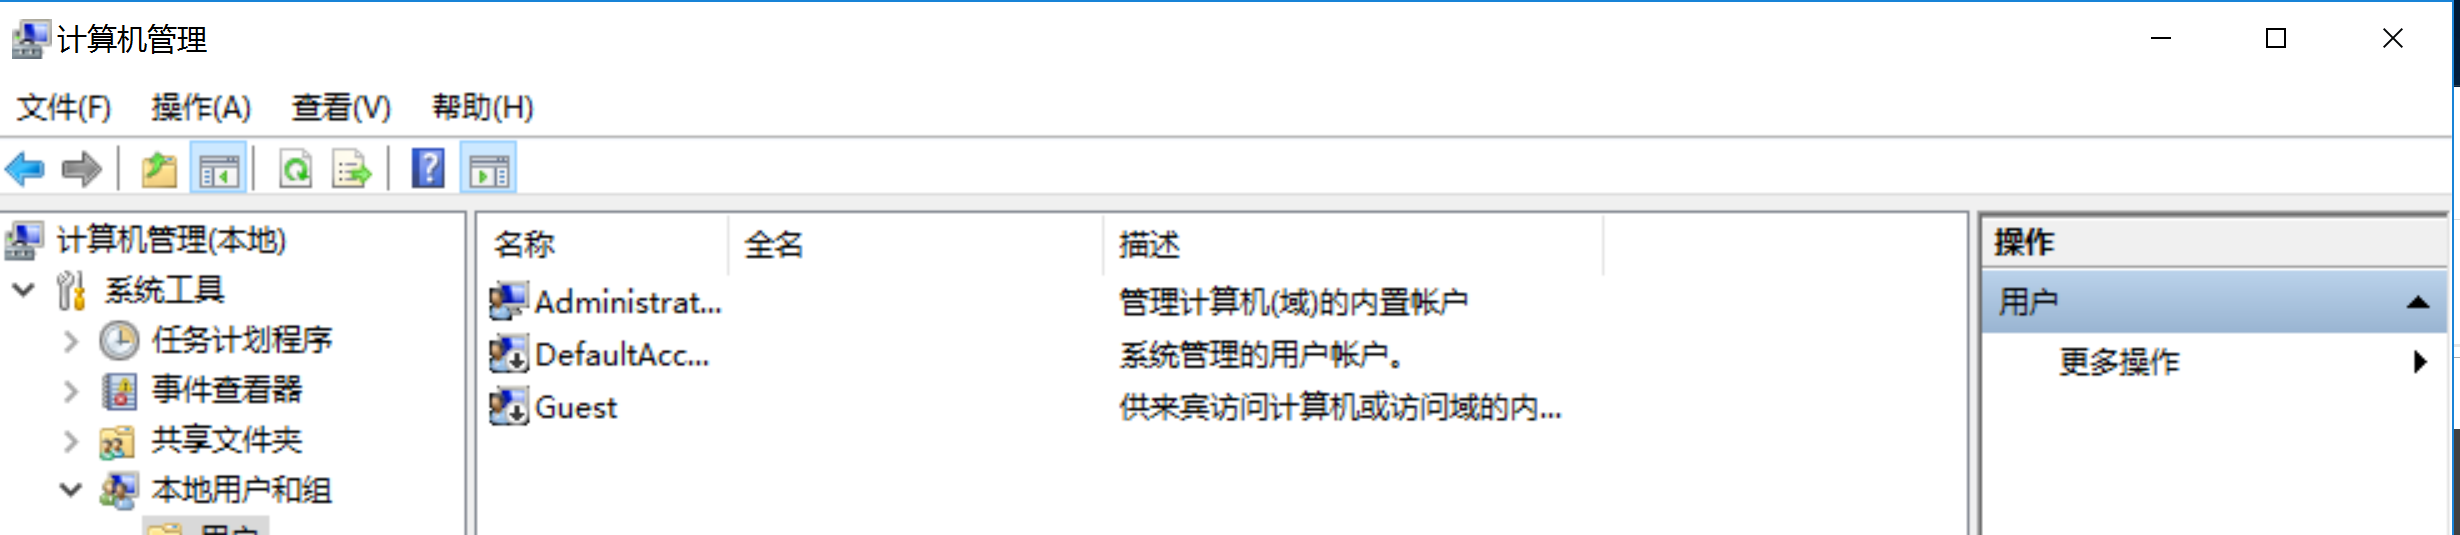 计算机管理
文件(F) 操作(A) 查看(V) 帮助(H)
计算机管理(本地)
系统工具
任务计划程序
事件查看器
共享文件夹
本地用户和组
用户
名称 全名 描述
Administrat... 管理计算机(域)的内置帐户
DefaultAcc... 系统管理的用户帐户。
Guest 供来宾访问计算机或访问域的内...
操作
用户
更多操作